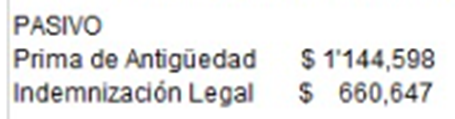 PASIVO
Prima de Antigüedad $ 1'144,598
Indemnización Legal $ 660,647